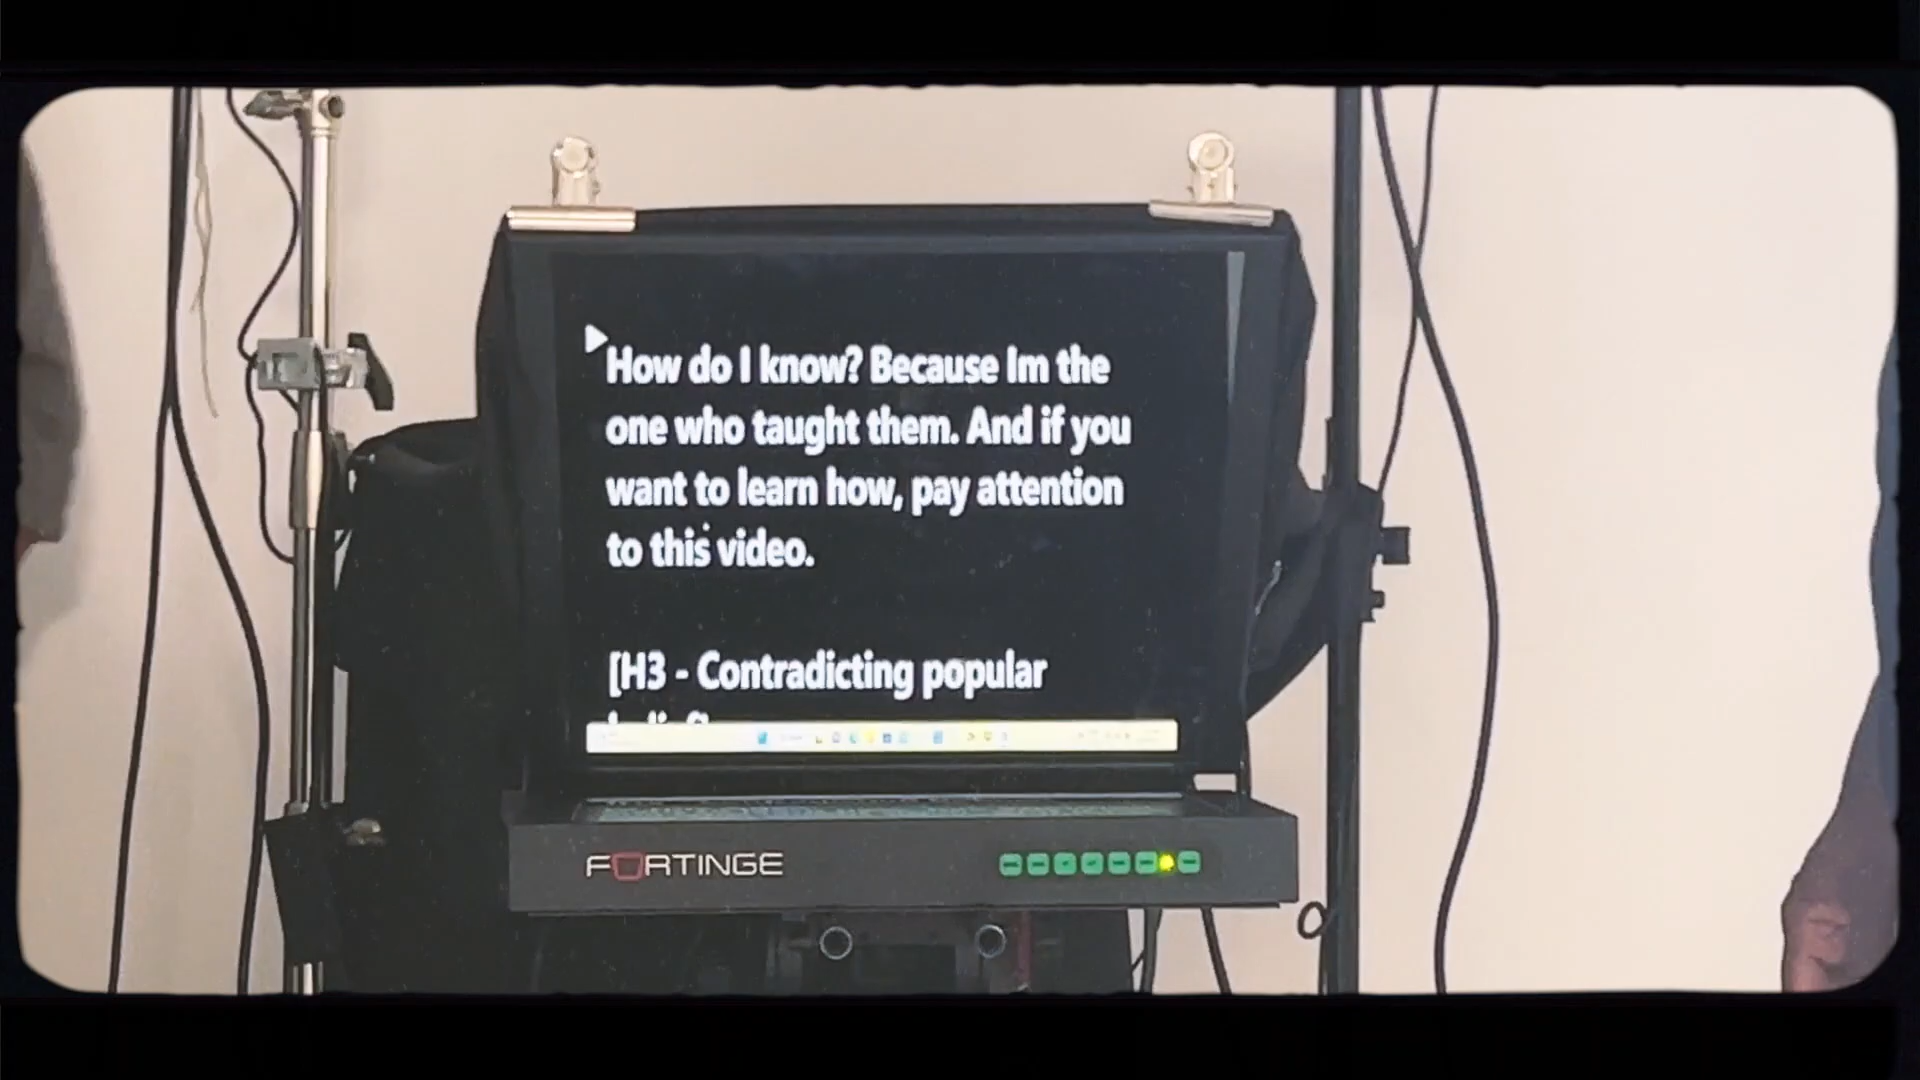 How do I know? Because Im the
one who taught them. And if you
want to learn how, pay attention
to this video.
[H3 - Contradicting popular
FORTINGE